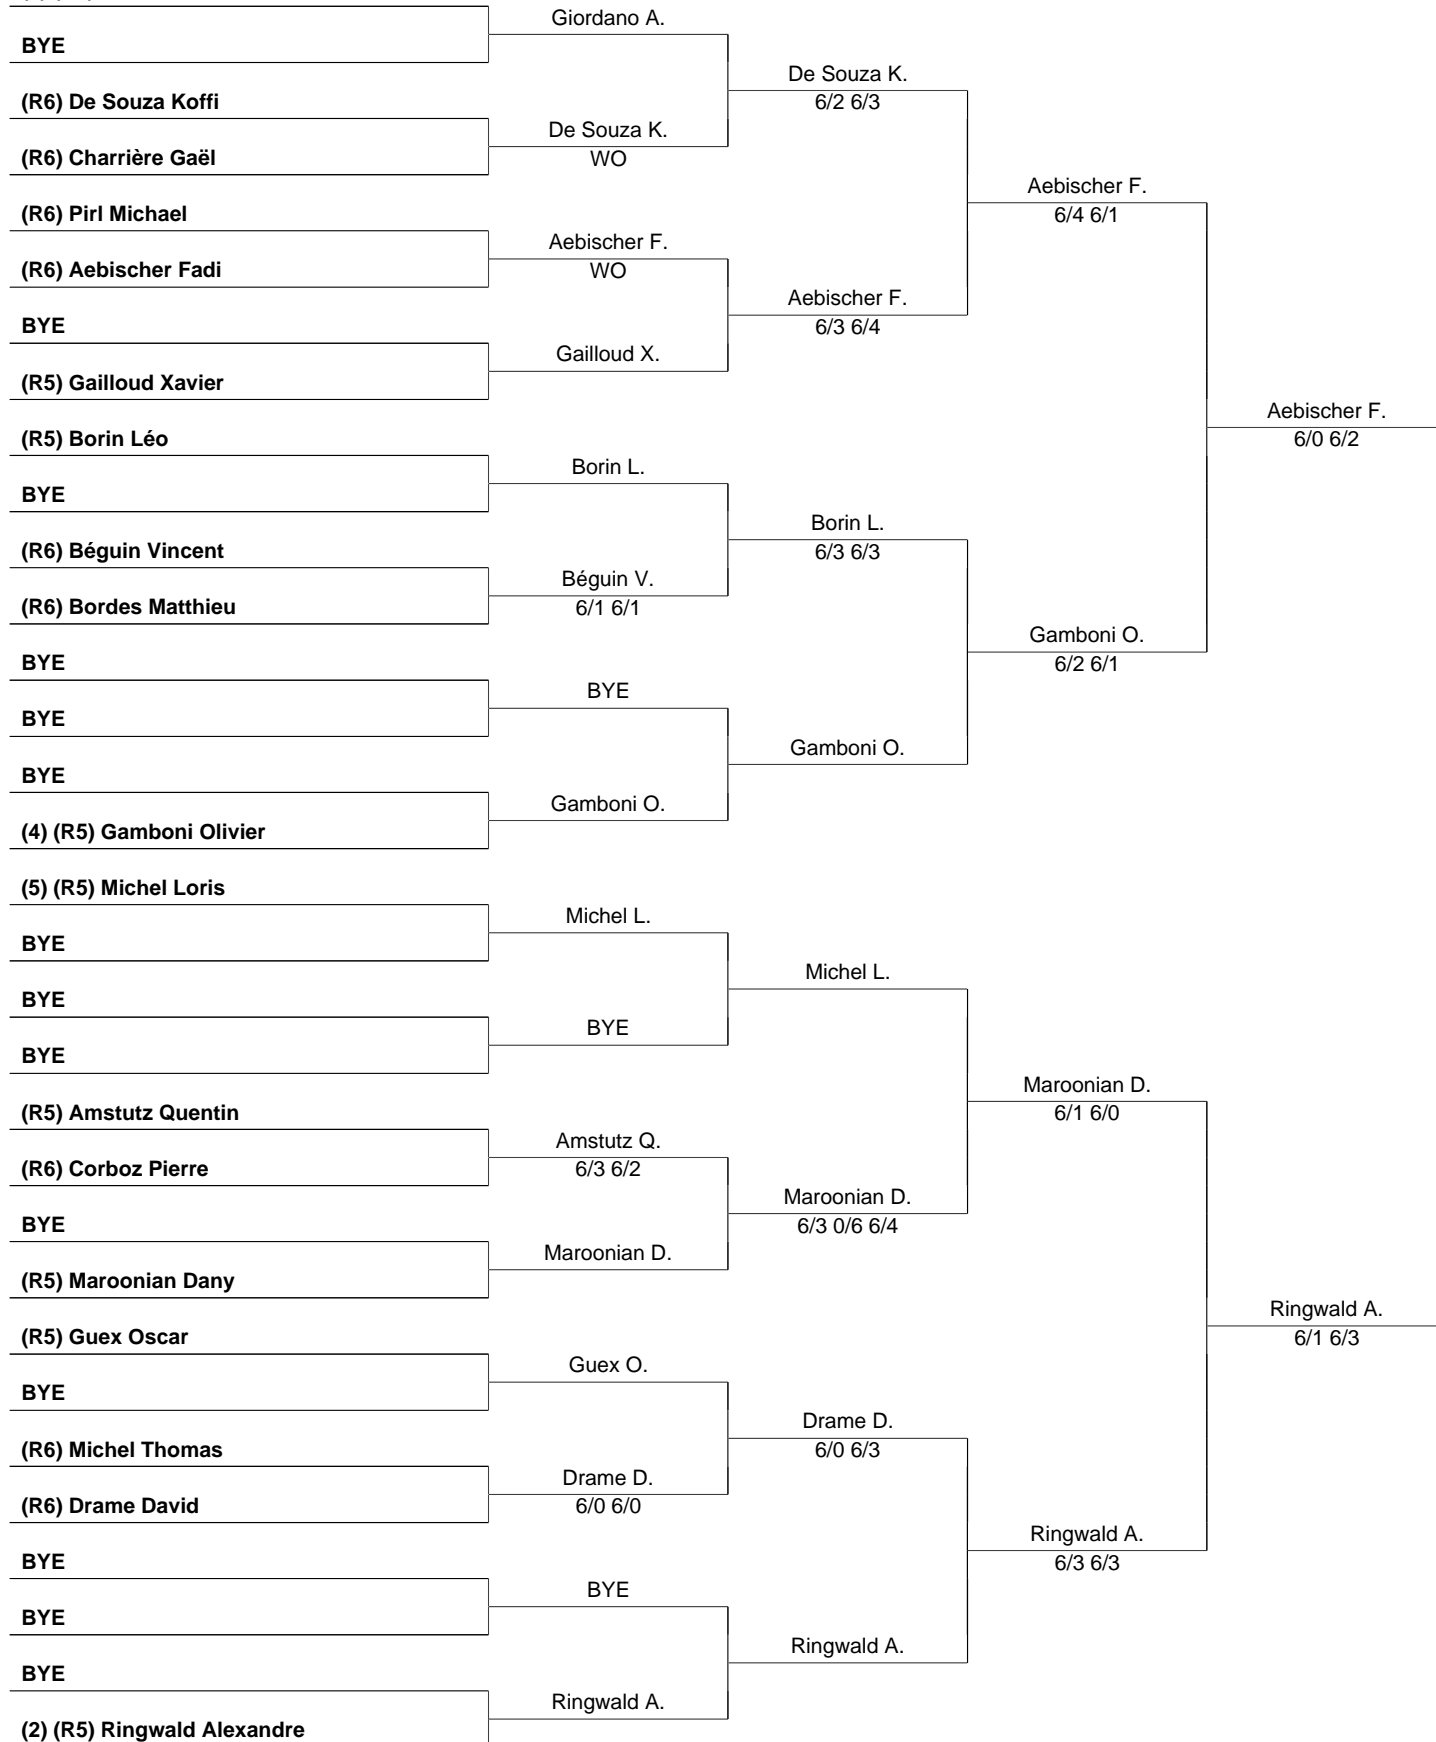 BYE
(R6) De Souza Koffi
(R6) Charrière Gaël
(R6) Pirl Michael
(R6) Aebischer Fadi
BYE
(R5) Gailloud Xavier
(R5) Borin Léo
BYE
(R6) Béguin Vincent
(R6) Bordes Matthieu
BYE
BYE
BYE
(4) (R5) Gamboni Olivier
(5) (R5) Michel Loris
BYE
BYE
BYE
(R5) Amstutz Quentin
(R6) Corboz Pierre
BYE
(R5) Maroonian Dany
(R5) Guex Oscar
BYE
(R6) Michel Thomas
(R6) Drame David
BYE
BYE
BYE
(2) (R5) Ringwald Alexandre
Giordano A.
De Souza K.
WO
Aebischer F.
WO
Gailloud X.
Borin L.
Béguin V.
6/1 6/1
BYE
Gamboni O.
Michel L.
BYE
Amstutz Q.
6/3 6/2
Maroonian D.
Guex O.
Drame D.
6/0 6/0
BYE
Ringwald A.
De Souza K.
6/2 6/3
Aebischer F.
6/3 6/4
Borin L.
6/3 6/3
Gamboni O.
Michel L.
Maroonian D.
6/3 0/6 6/4
Drame D.
6/0 6/3
Ringwald A.
Aebischer F.
6/4 6/1
Gamboni O.
6/2 6/1
Maroonian D.
6/1 6/0
Ringwald A.
6/3 6/3
Aebischer F.
6/0 6/2
Ringwald A.
6/1 6/3